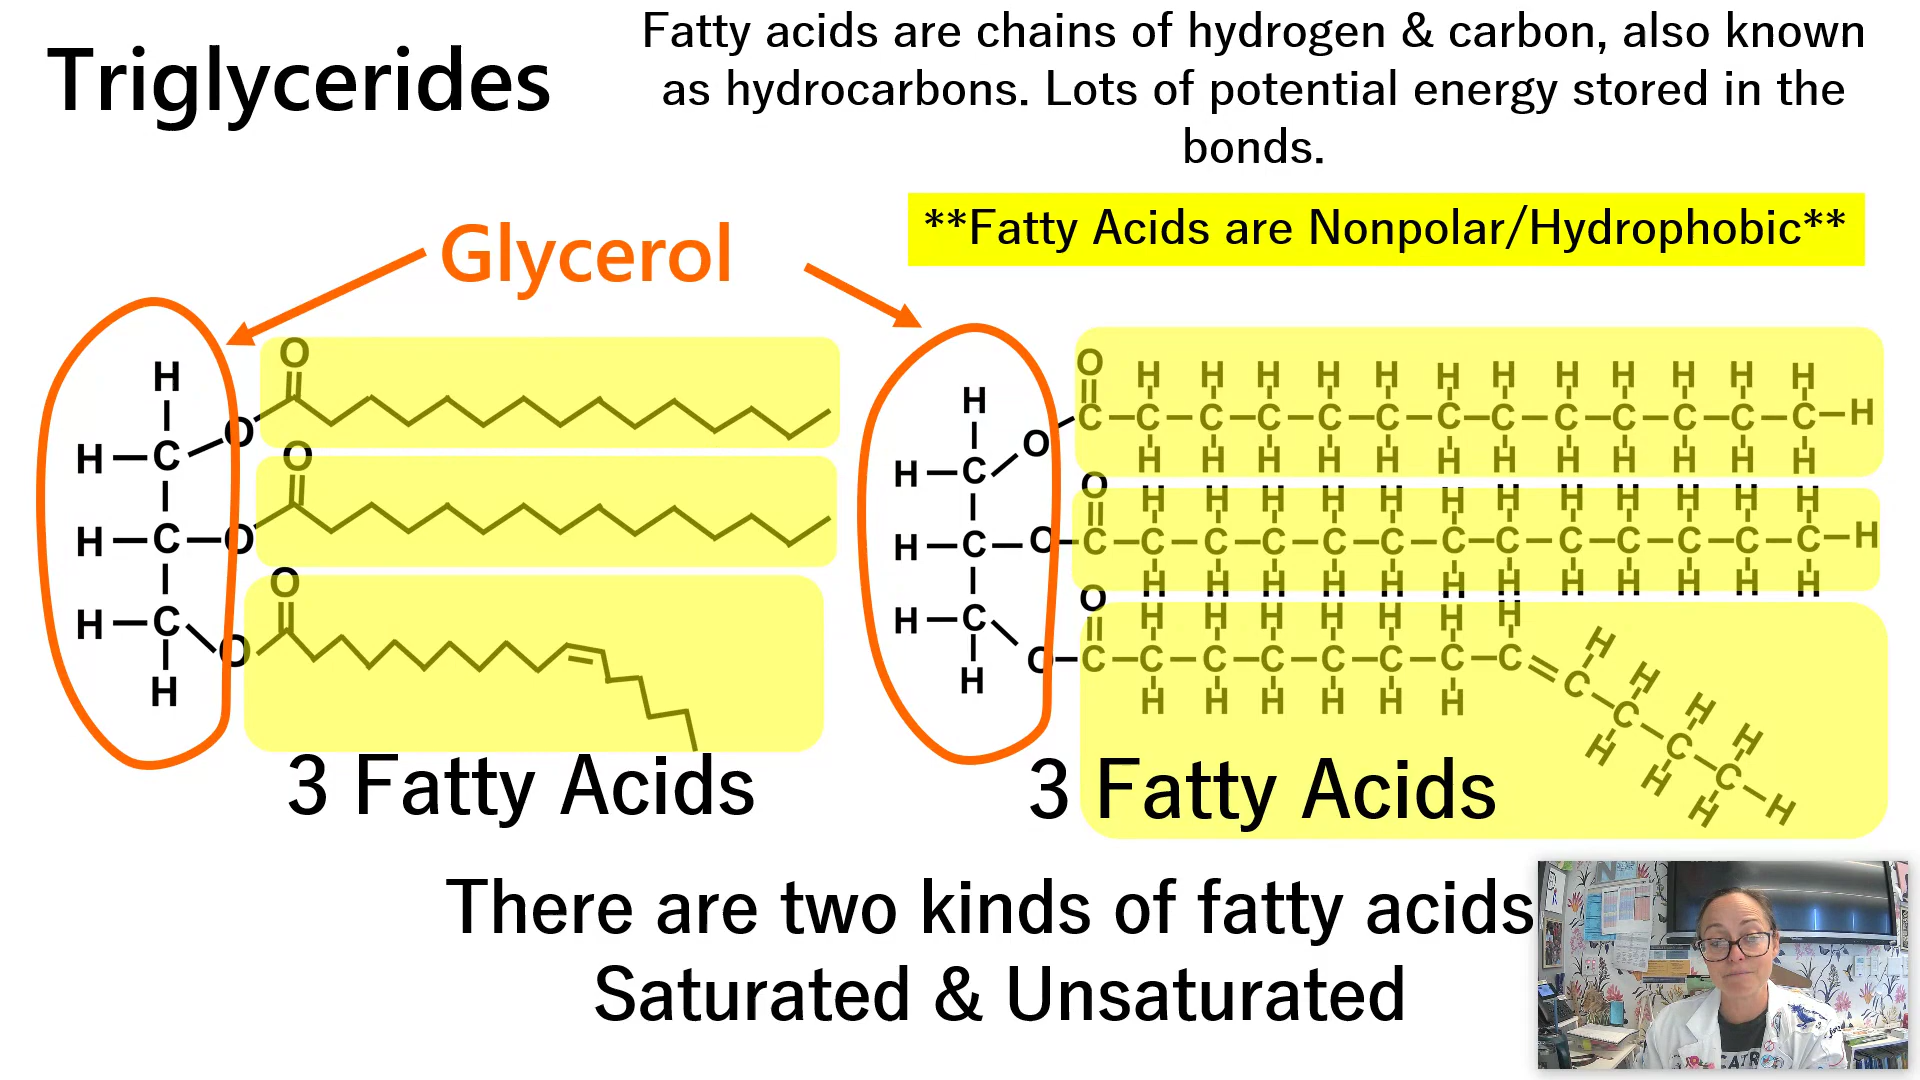 Triglycerides
Fatty acids are chains of hydrogen & carbon, also known
as hydrocarbons. Lots of potential energy stored in the
bonds.
**Fatty Acids are Nonpolar/Hydrophobic**
Glycerol
O
H
O
H C
O
H C O
O
H C
O
H
O H H H H H H H H H H H H
C C C C C C C C C C C C C H
H H H H H H H H H H H H
H
O
H C
O H H H H H H H H H H H H
H C O C C C C C C C C C C C C C H
H H H H H H H H H H H H
O H H H H H H H H H H H
H C
O C C C C C C C C C C C C H
H H H H H H H H H H
H
3 Fatty Acids
3 Fatty Acids
There are two kinds of fatty acids
Saturated & Unsaturated